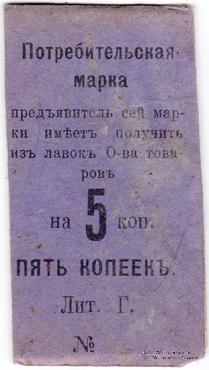 Потребительская
марка
предъявитель сей мар-
ки имѣетъ получить
изъ лавокъ О-ва това-
ровъ
на 5 коп.
ПЯТЬ КОПЕЕКЪ.
Лит. Г.
№